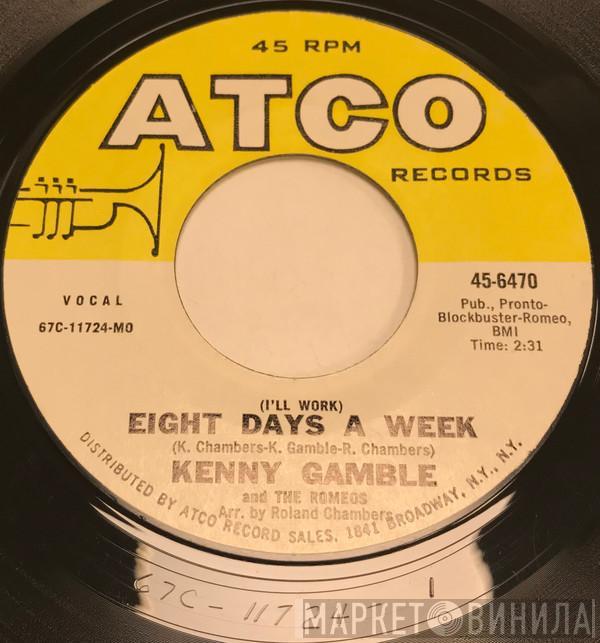 45 RPM
ATCO
RECORDS
VOCAL
67C-11724-MO
45-6470
Pub., Pronto-
Blockbuster-Romeo,
BMI
Time: 2:31
(I'LL WORK)
EIGHT DAYS A WEEK
(K. Chambers-K. Gamble-R. Chambers)
KENNY GAMBLE
and THE ROMEOS
Arr. by Roland Chambers
DISTRIBUTED BY ATCO RECORD SALES, 1841 BROADWAY, N.Y., N.Y.
67C-11724 1
МАРКЕТ ВИНИЛА